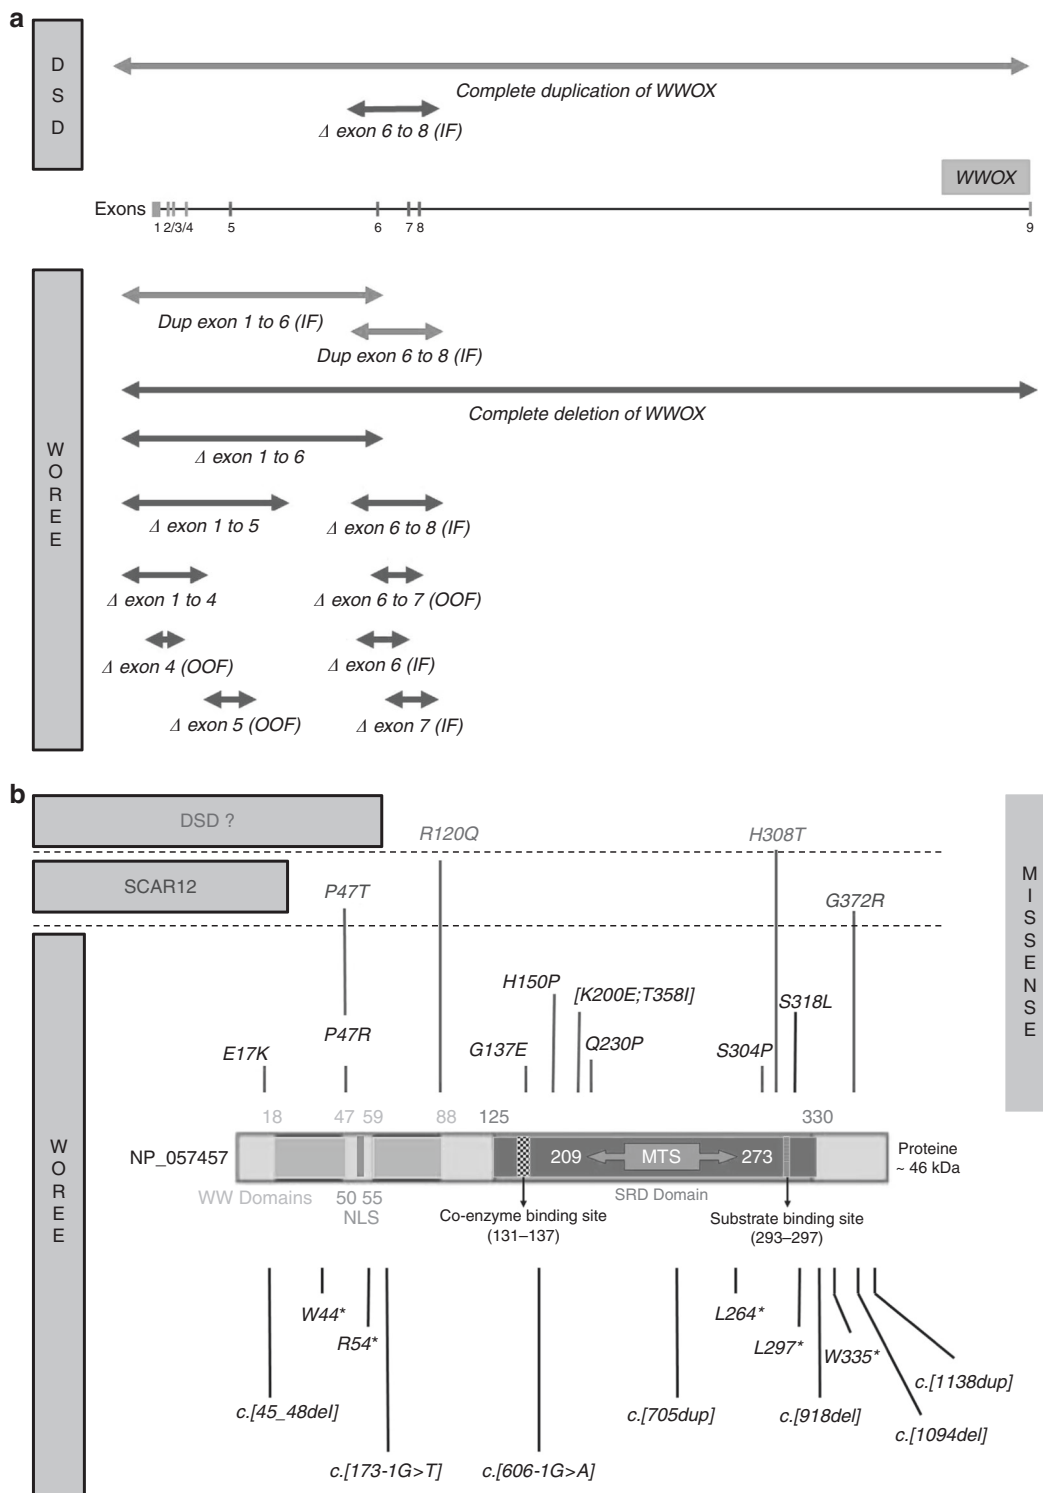 a
D
S
D
Complete duplication of WWOX
Δ exon 6 to 8 (IF)
WWOX
Exons
1 2/3/4 5 6 7 8 9
W
O
R
E
E
Dup exon 1 to 6 (IF)
Dup exon 6 to 8 (IF)
Complete deletion of WWOX
Δ exon 1 to 6
Δ exon 1 to 5
Δ exon 6 to 8 (IF)
Δ exon 1 to 4
Δ exon 6 to 7 (OOF)
Δ exon 4 (OOF)
Δ exon 6 (IF)
Δ exon 5 (OOF)
Δ exon 7 (IF)
b
DSD ?
R120Q
H308T
M
I
S
S
E
N
S
E
SCAR12
P47T
G372R
W
O
R
E
E
H150P
[K200E;T358I]
S318L
P47R
E17K
G137E
Q230P
S304P
18 47 59 88 125 330
NP_057457
209
MTS
273
Proteine
~ 46 kDa
WW Domains
50 55
NLS
SRD Domain
Co-enzyme binding site
(131–137)
Substrate binding site
(293–297)
W44*
R54*
L264*
L297*
W335*
c.[1138dup]
c.[45_48del]
c.[705dup]
c.[918del]
c.[1094del]
c.[173-1G>T]
c.[606-1G>A]